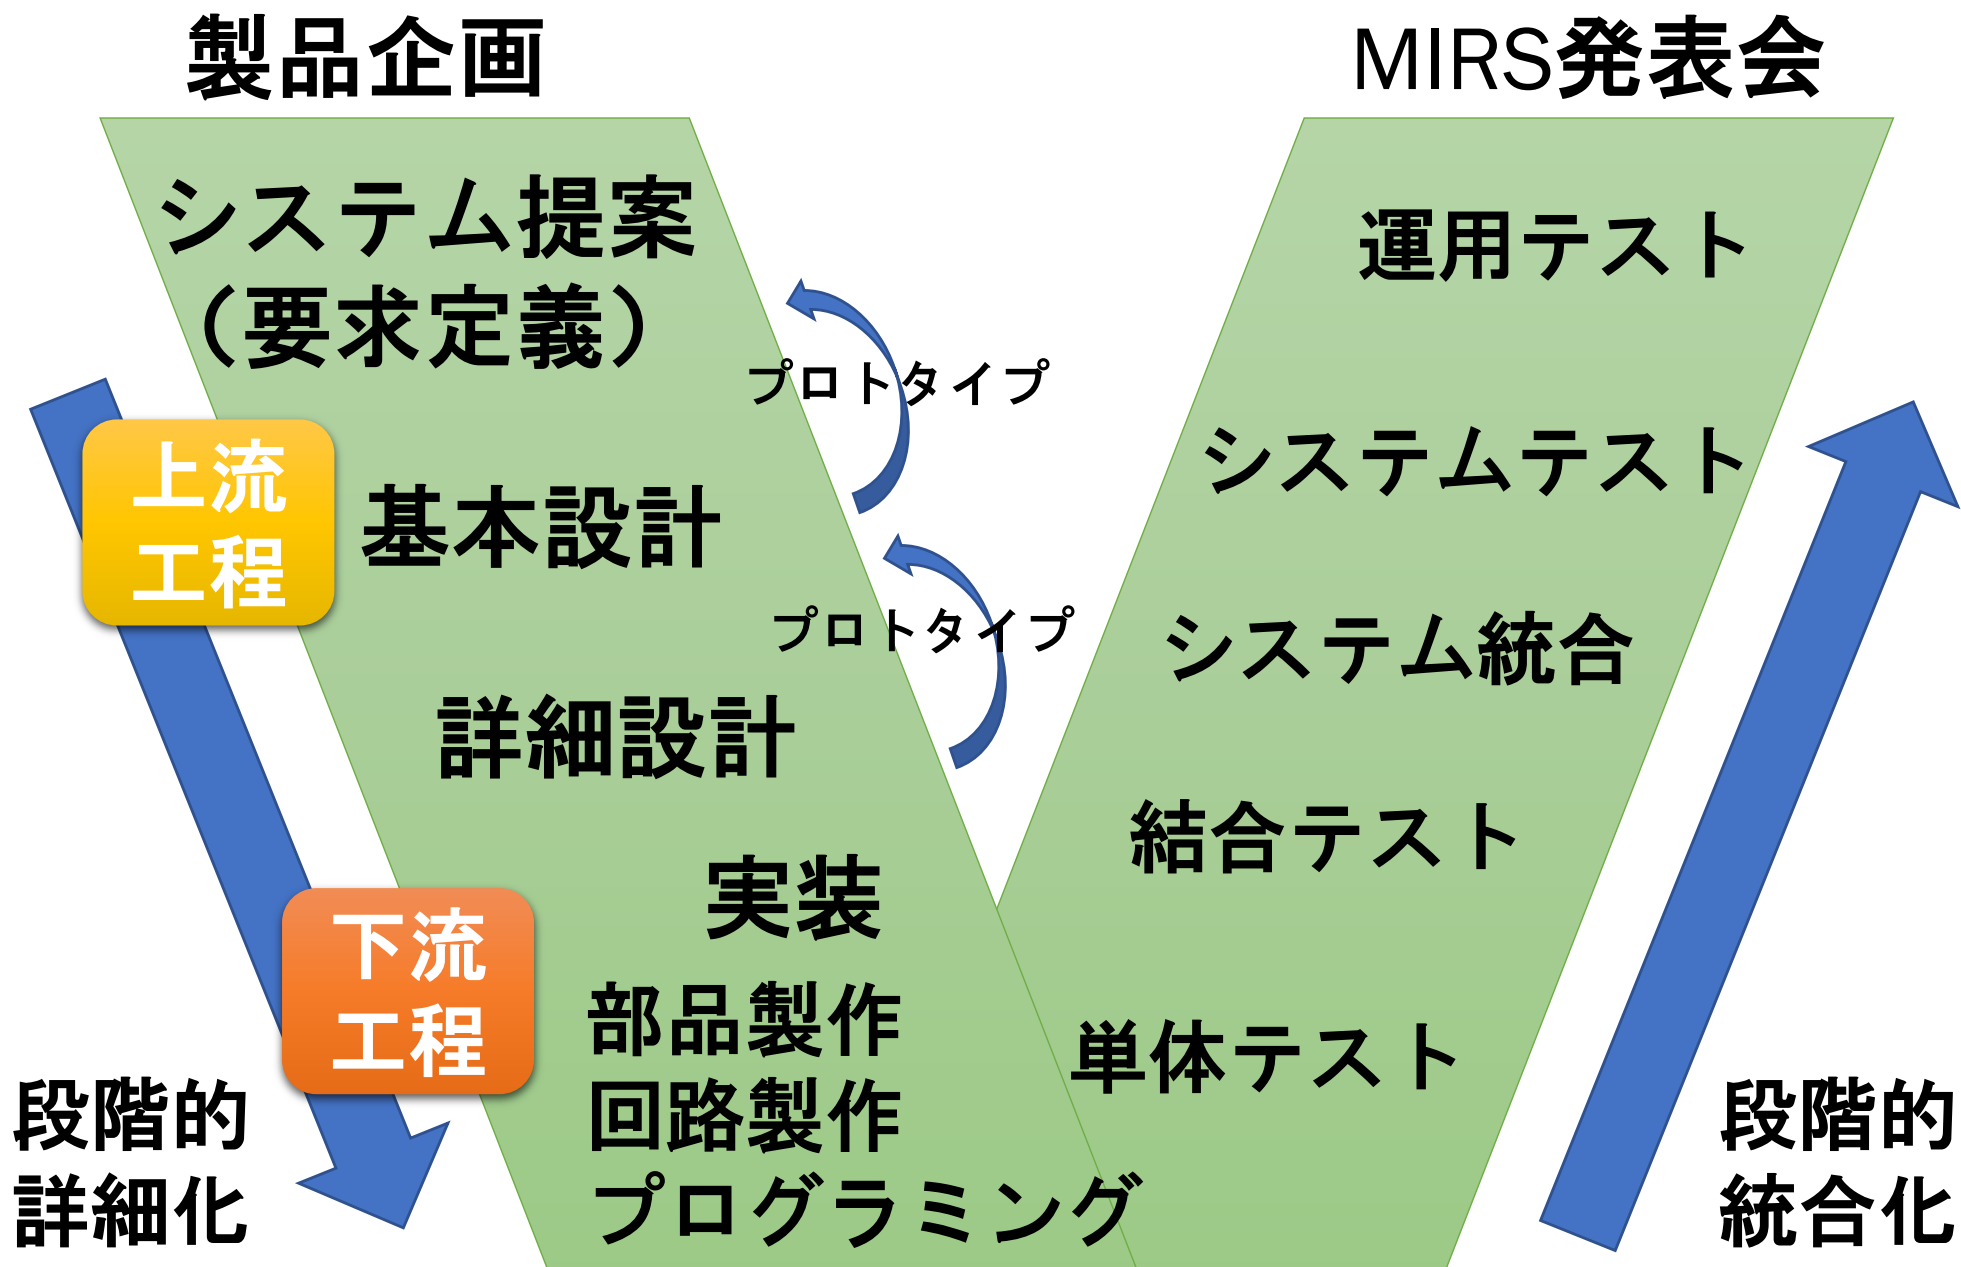 製品企画
システム提案
（要求定義）
上流
工程
基本設計
詳細設計
下流
工程
実装
部品製作
回路製作
プログラミング
段階的
詳細化
プロトタイプ
プロトタイプ
MIRS発表会
運用テスト
システムテスト
システム統合
結合テスト
単体テスト
段階的
統合化